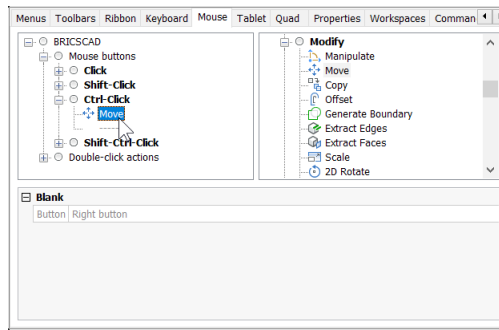 Menus Toolbars Ribbon Keyboard Mouse Tablet Quad Properties Workspaces Comman
BRICSCAD
Mouse buttons
Click
Shift-Click
Ctrl-Click
Move
Shift-Ctrl-Click
Double-click actions
Modify
Manipulate
Move
Copy
Offset
Generate Boundary
Extract Edges
Extract Faces
Scale
2D Rotate
Blank
Button Right button